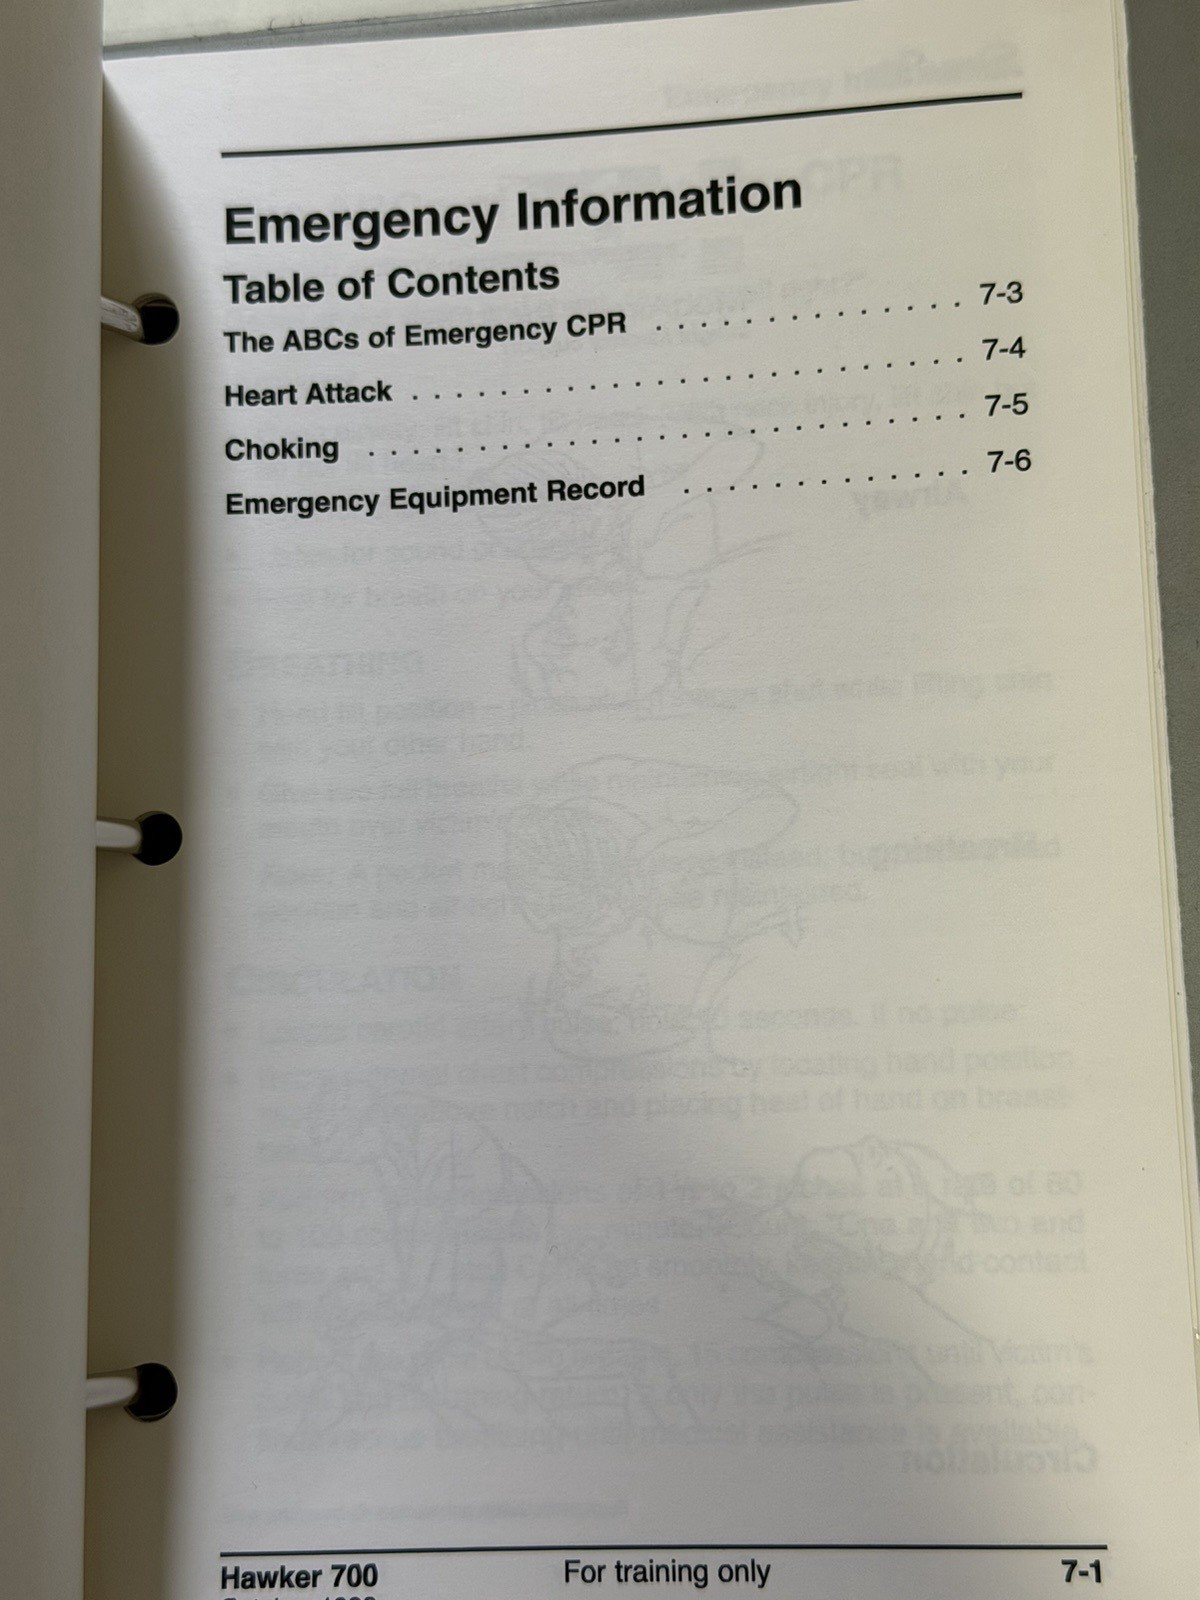 Emergency Information
Table of Contents
The ABCs of Emergency CPR . . . . . . . . . . . . . . 7-3
Heart Attack . . . . . . . . . . . . . . . . . . . . . . . 7-4
Choking . . . . . . . . . . . . . . . . . . . . . . . . . 7-5
Emergency Equipment Record . . . . . . . . . . . . . 7-6
Hawker 700 For training only 7-1